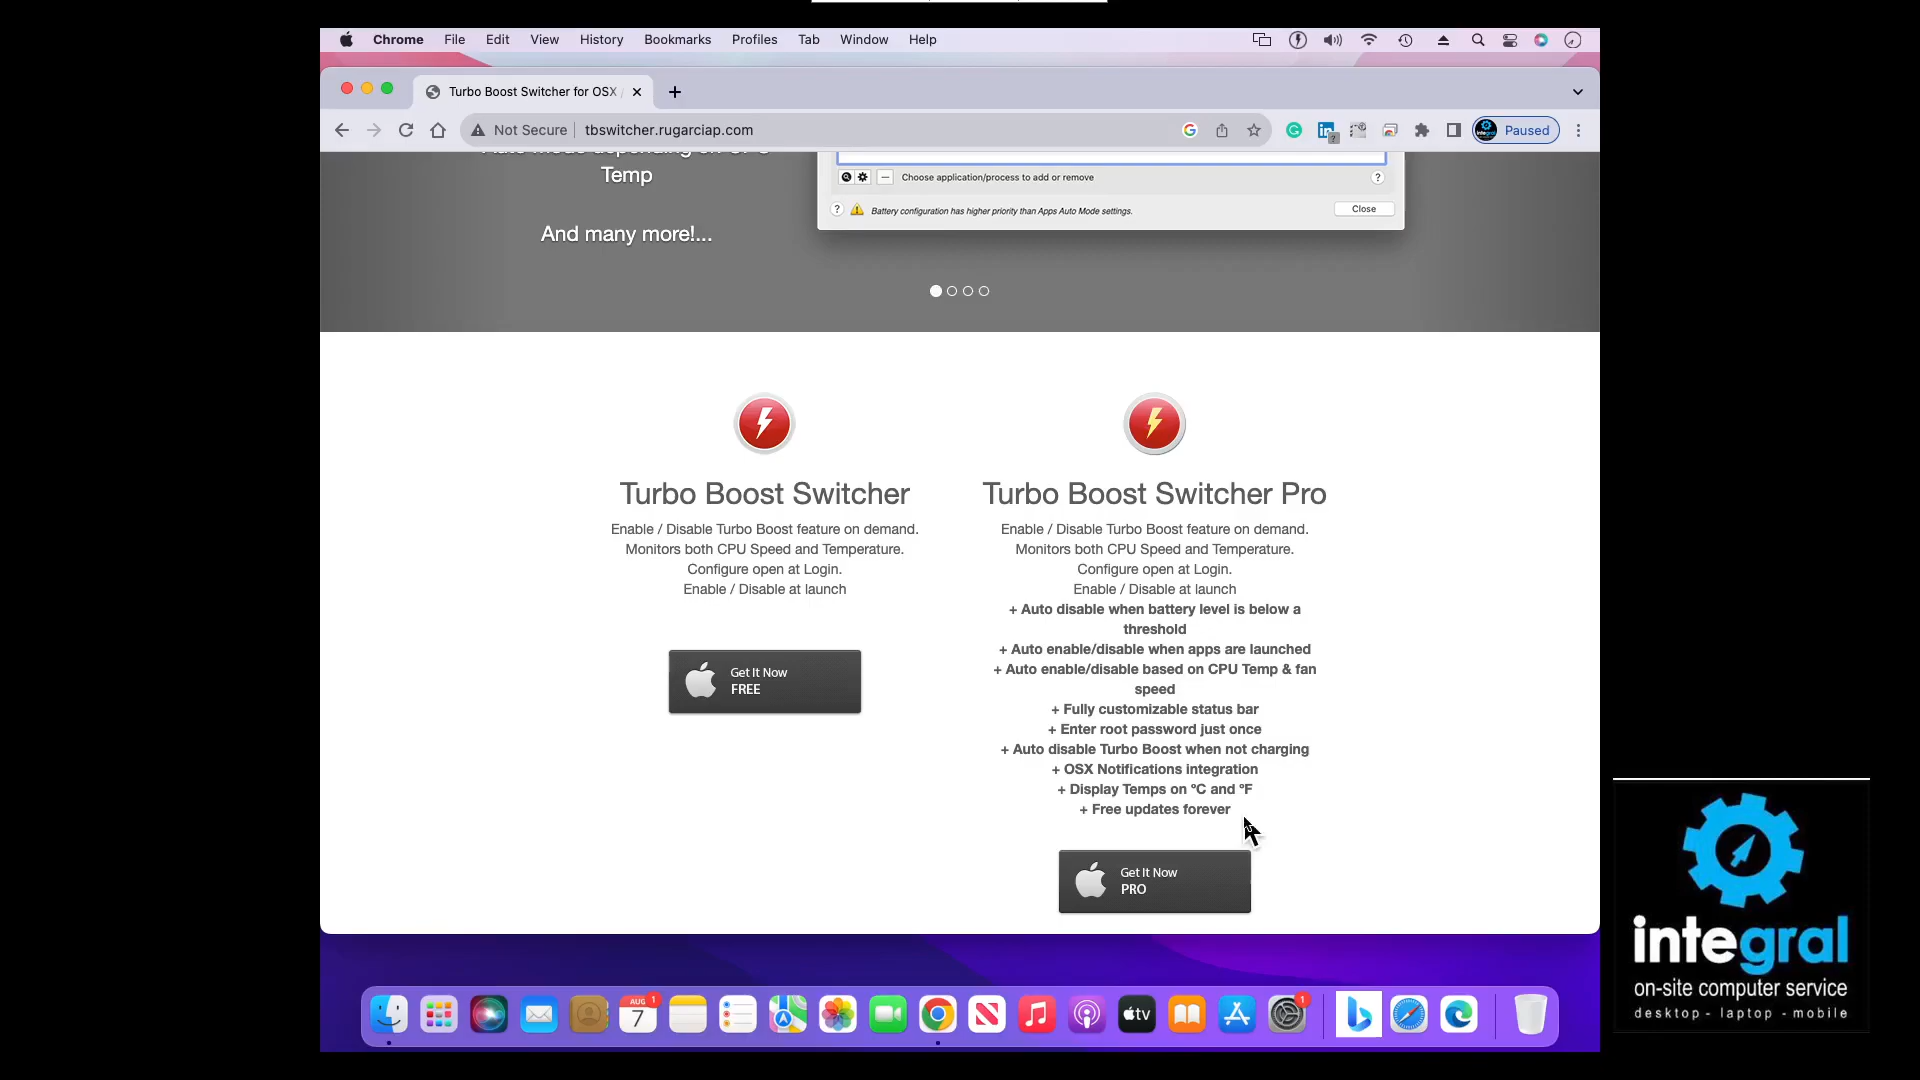 Chrome File Edit View History Bookmarks Profiles Tab Window Help
Turbo Boost Switcher for OSX
Not Secure tbswitcher.rugarciap.com Paused
Temp
And many more!...
Choose application/process to add or remove ?
? Battery configuration has higher priority than Apps Auto Mode settings. Close
Turbo Boost Switcher
Enable / Disable Turbo Boost feature on demand.
Monitors both CPU Speed and Temperature.
Configure open at Login.
Enable / Disable at launch
Get It Now
FREE
Turbo Boost Switcher Pro
Enable / Disable Turbo Boost feature on demand.
Monitors both CPU Speed and Temperature.
Configure open at Login.
Enable / Disable at launch
+ Auto disable when battery level is below a
threshold
+ Auto enable/disable when apps are launched
+ Auto enable/disable based on CPU Temp & fan
speed
+ Fully customizable status bar
+ Enter root password just once
+ Auto disable Turbo Boost when not charging
+ OSX Notifications integration
+ Display Temps on ºC and ºF
+ Free updates forever
Get It Now
PRO
AUG 1
7
tv
1
integral
on-site computer service
desktop - laptop - mobile